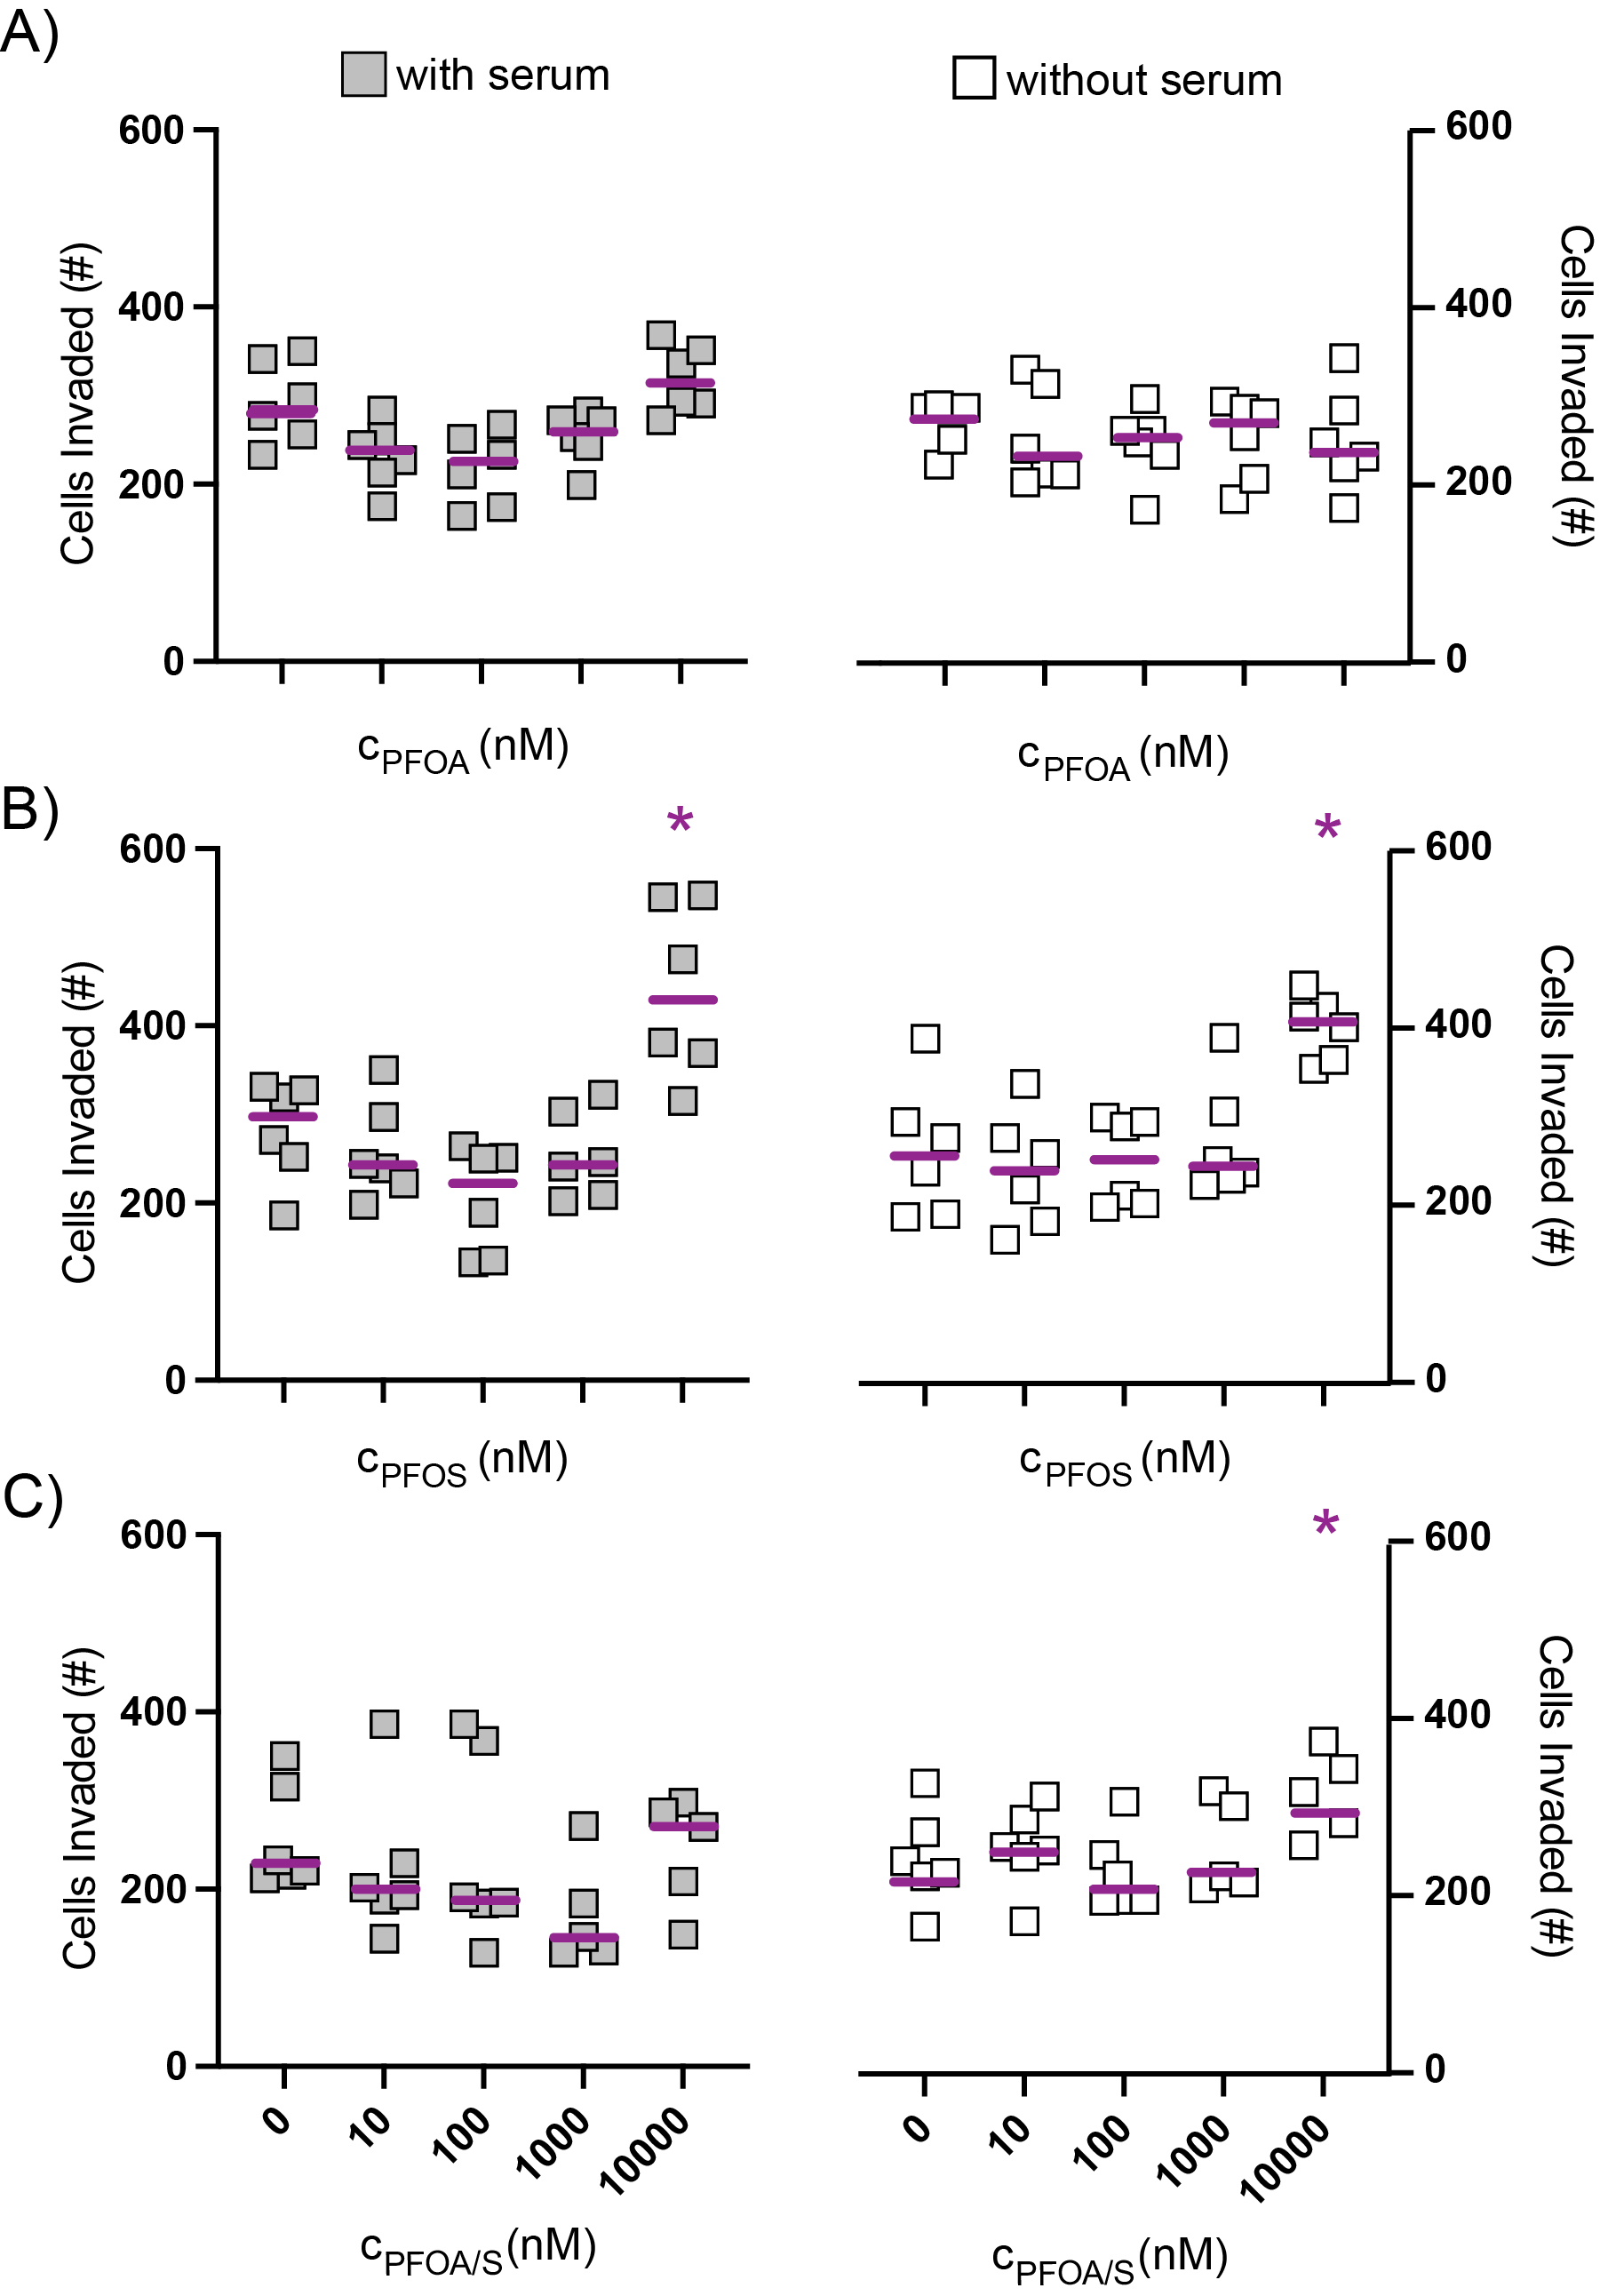 A)
with serum
without serum
600
400
200
0
Cells Invaded (#)
cPFOA (nM)
600
400
200
0
Cells Invaded (#)
cPFOA (nM)
B)
*
600
400
200
0
Cells Invaded (#)
cPFOS (nM)
*
600
400
200
0
Cells Invaded (#)
cPFOS (nM)
C)
600
400
200
0
Cells Invaded (#)
0
10
100
1000
10000
cPFOA/S (nM)
*
600
400
200
0
Cells Invaded (#)
0
10
100
1000
10000
cPFOA/S (nM)